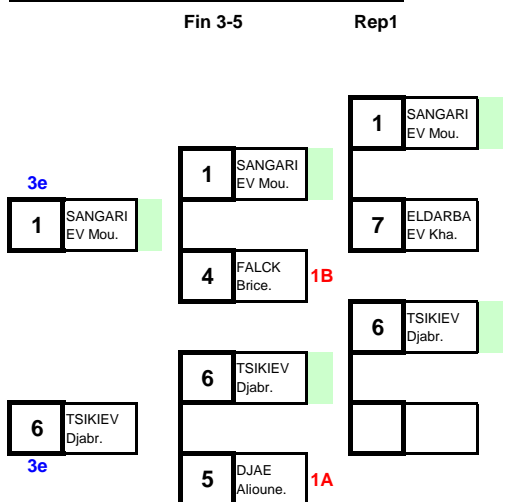 Fin 3-5 Rep1
1 SANGARI
EV Mou.
1 SANGARI
EV Mou.
3e
1 SANGARI
EV Mou.
7 ELDARBA
EV Kha.
4 FALCK
Brice.
1B
6 TSIKIEV
Djabr.
6 TSIKIEV
Djabr.
6 TSIKIEV
Djabr.
3e
5 DJAE
Alioune.
1A